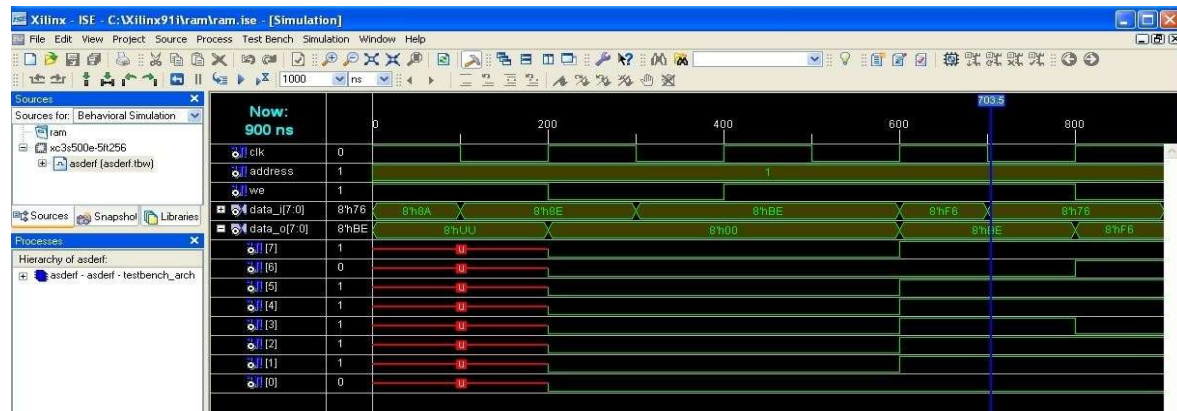 Xilinx - ISE - C:\Xilinx91i\ram\ram.ise - [Simulation]
File Edit View Project Source Process Test Bench Simulation Window Help
1000 ns
Sources
Sources for: Behavioral Simulation
ram
xc3s500e-5ft256
asderf (asderf.tbw)
Sources Snapshot Libraries
Processes
Hierarchy of asderf:
asderf - asderf - testbench_arch
703.5
Now:
900 ns
0 200 400 600 800
clk 0
address 1 1
we 1
data_i[7:0] 8'h76 8'h8A 8'h8E 8'hBE 8'hF6 8'h76
data_o[7:0] 8'hBE 8'hUU 8'h00 8'hBE 8'hF6
[7] 1 U
[6] 0 U
[5] 1 U
[4] 1 U
[3] 1 U
[2] 1 U
[1] 1 U
[0] 0 U